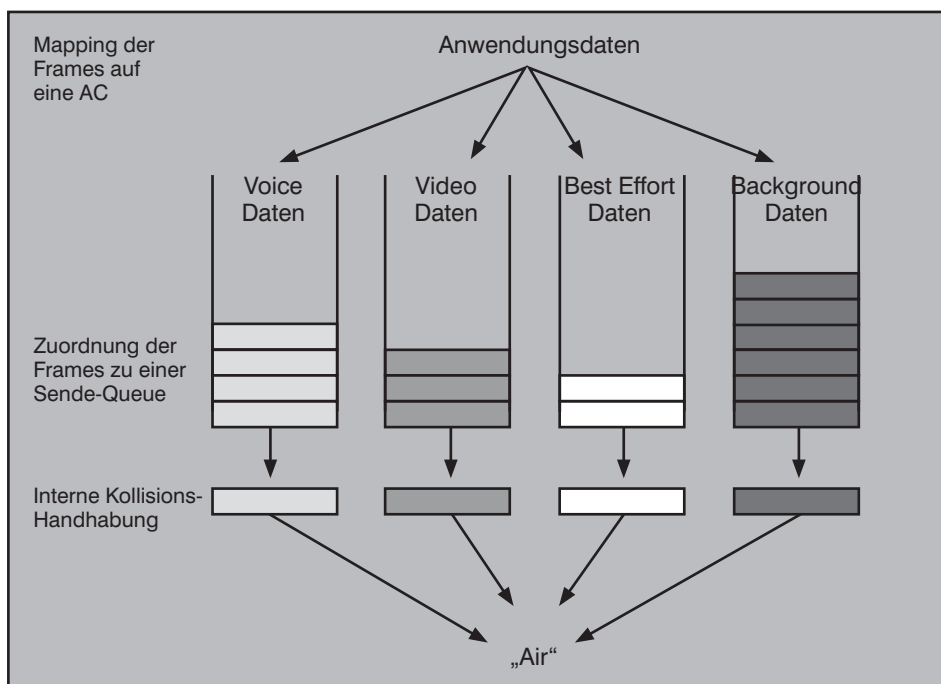 Mapping der
Frames auf
eine AC
Anwendungsdaten
Voice
Daten
Video
Daten
Best Effort
Daten
Background
Daten
Zuordnung der
Frames zu einer
Sende-Queue
Interne Kollisions-
Handhabung
„Air“